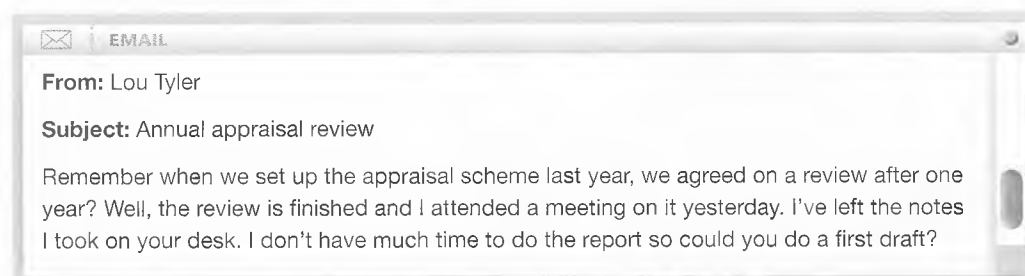 EMAIL
From: Lou Tyler
Subject: Annual appraisal review
Remember when we set up the appraisal scheme last year, we agreed on a review after one
year? Well, the review is finished and I attended a meeting on it yesterday. I've left the notes
I took on your desk. I don't have much time to do the report so could you do a first draft?